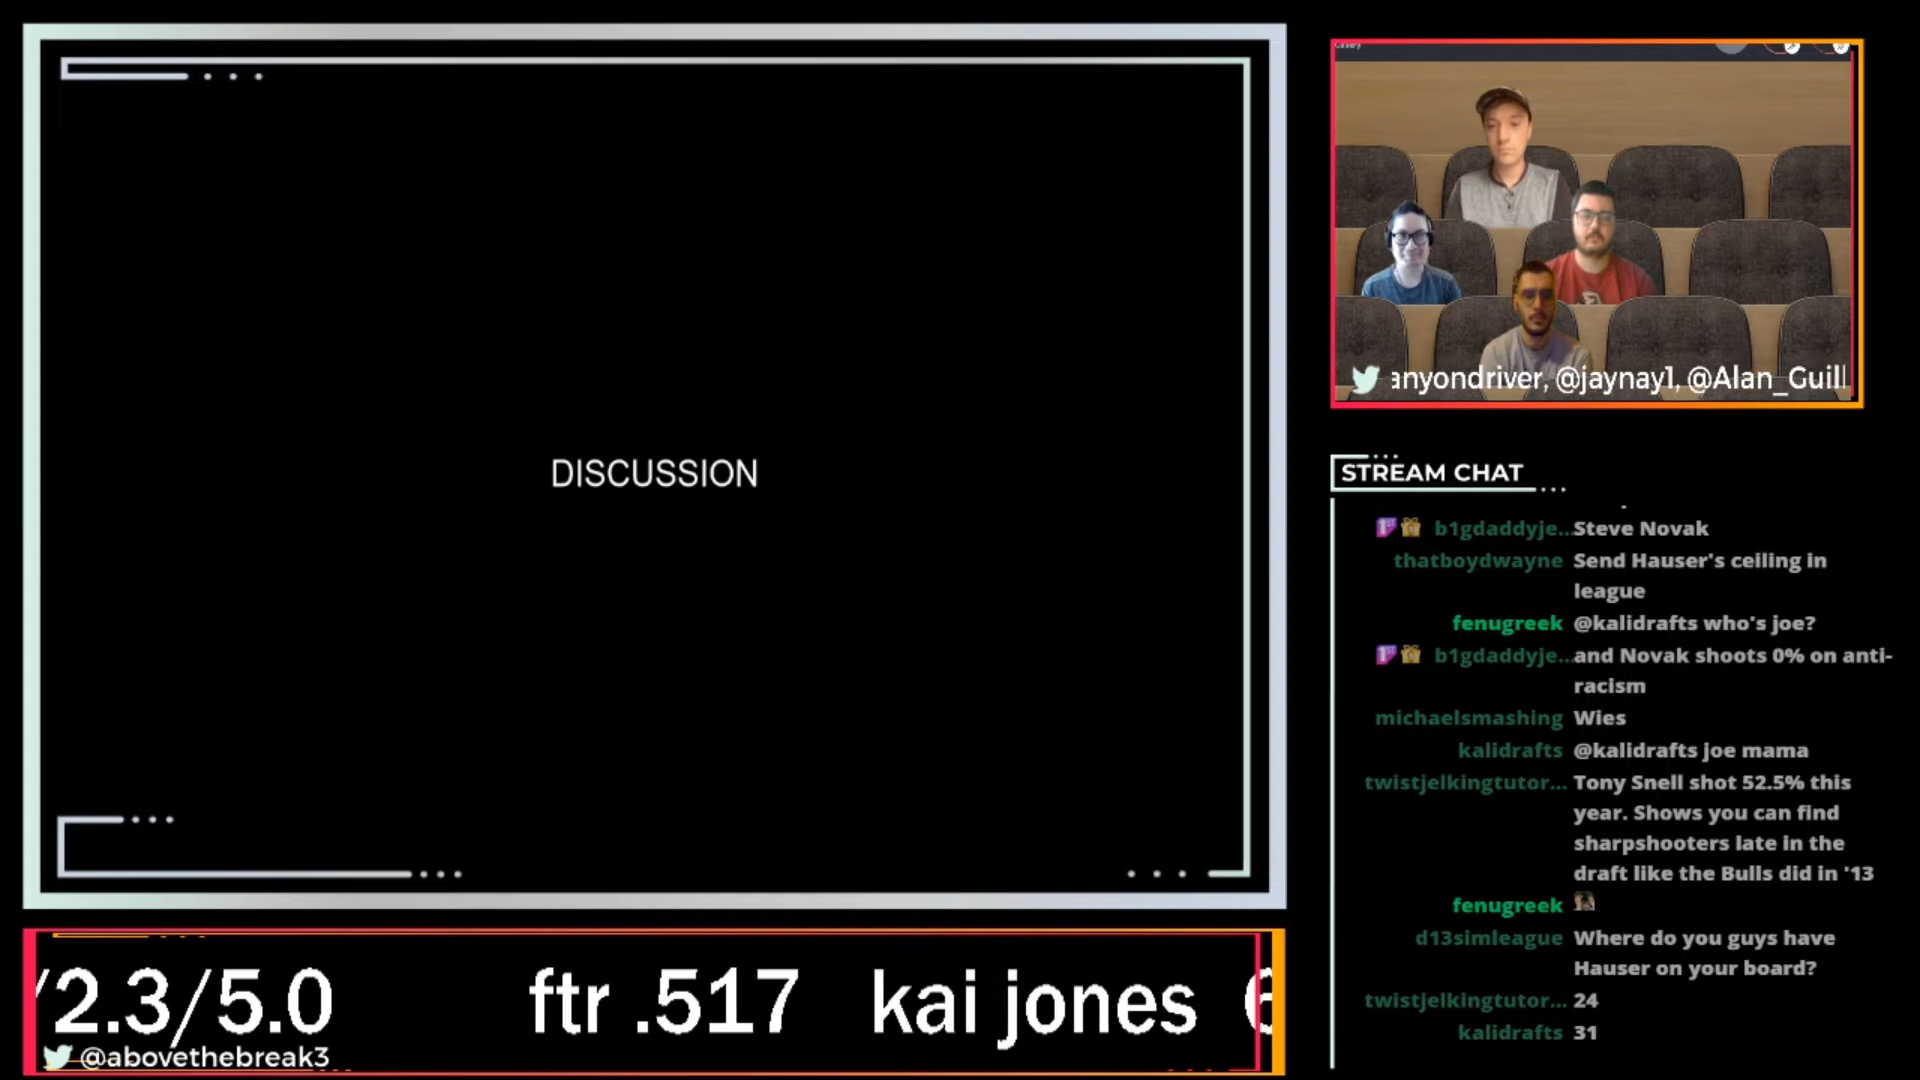 DISCUSSION
/2.3/5.0 ftr .517 kai jones 6
@abovethebreak3
Casey
anyondriver, @jaynay1, @Alan_Guill
STREAM CHAT
b1gdaddyje... Steve Novak
thatboydwayne Send Hauser's ceiling in
league
fenugreek @kalidrafts who's joe?
b1gdaddyje... and Novak shoots 0% on anti-
racism
michaelsmashing Wies
kalidrafts @kalidrafts joe mama
twistjelkingtutor... Tony Snell shot 52.5% this
year. Shows you can find
sharpshooters late in the
draft like the Bulls did in '13
fenugreek
d13simleague Where do you guys have
Hauser on your board?
twistjelkingtutor... 24
kalidrafts 31